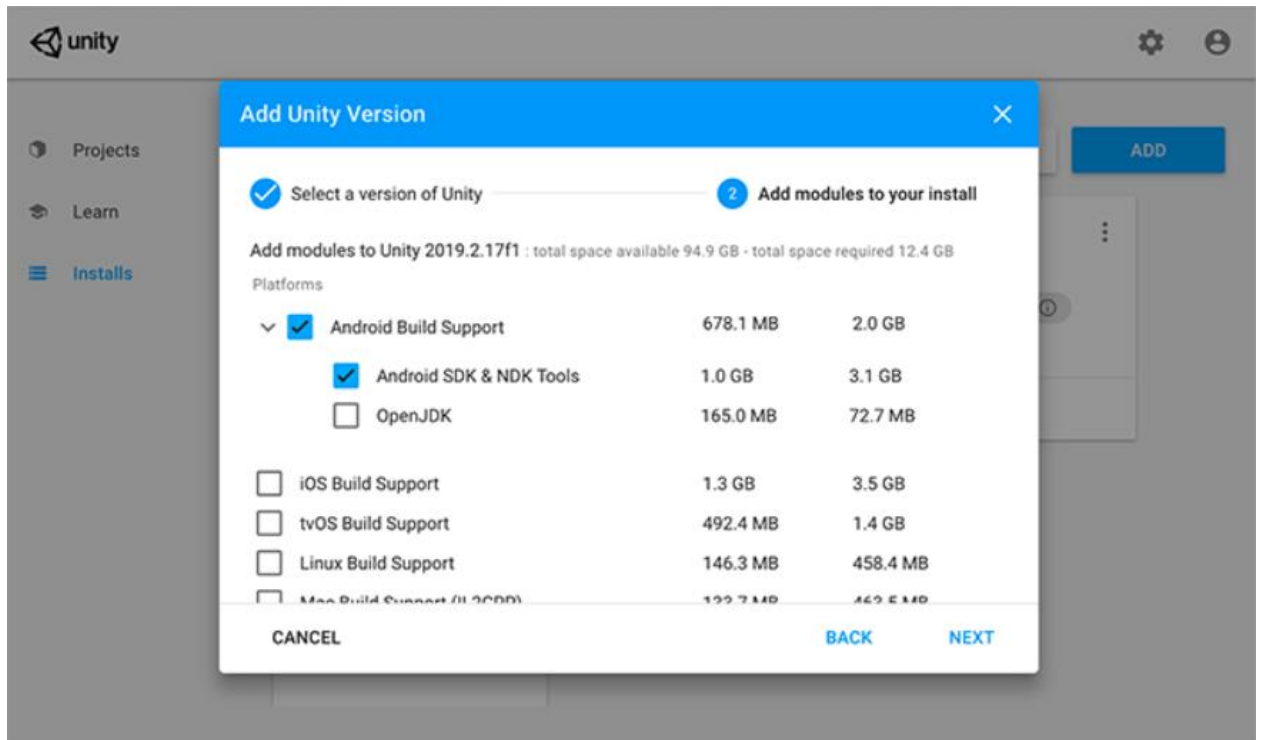 unity
Add Unity Version
Projects
ADD
Select a version of Unity
2 Add modules to your install
Learn
Add modules to Unity 2019.2.17f1 : total space available 94.9 GB - total space required 12.4 GB
Installs
Platforms
Android Build Support 678.1 MB 2.0 GB
Android SDK & NDK Tools 1.0 GB 3.1 GB
OpenJDK 165.0 MB 72.7 MB
iOS Build Support 1.3 GB 3.5 GB
tvOS Build Support 492.4 MB 1.4 GB
Linux Build Support 146.3 MB 458.4 MB
Mac Build Support (IL2CPP)
CANCEL BACK NEXT